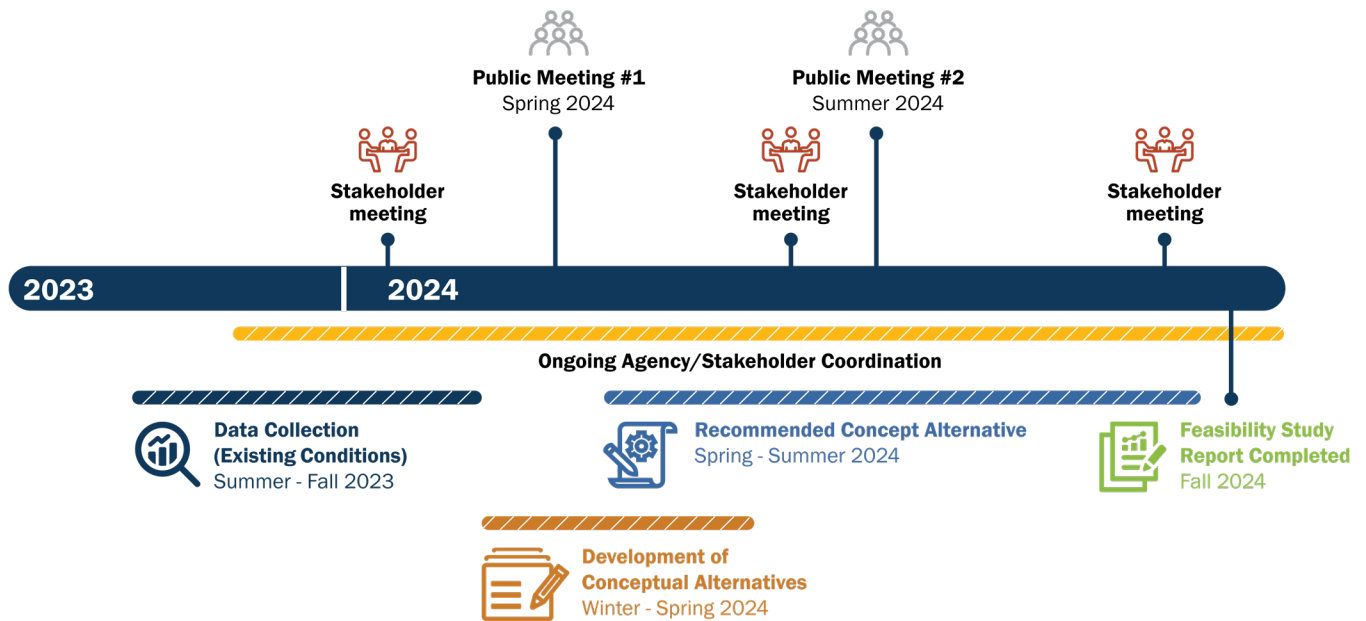 Public Meeting #1
Spring 2024
Public Meeting #2
Summer 2024
Stakeholder
meeting
Stakeholder
meeting
Stakeholder
meeting
2023
2024
Ongoing Agency/Stakeholder Coordination
Data Collection
(Existing Conditions)
Summer - Fall 2023
Recommended Concept Alternative
Spring - Summer 2024
Feasibility Study
Report Completed
Fall 2024
Development of
Conceptual Alternatives
Winter - Spring 2024